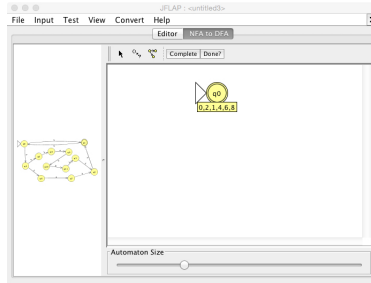 JFLAP : <untitled3>
File Input Test View Convert Help
Editor NFA to DFA
Complete Done?
q0
0,2,1,4,6,8
Automaton Size